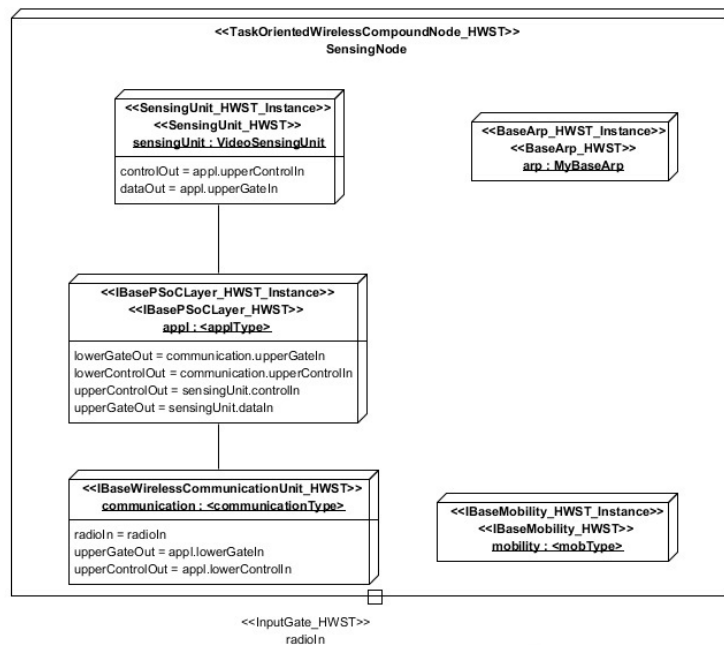 <<TaskOrientedWirelessCompoundNode_HWST>>
SensingNode
<<SensingUnit_HWST_Instance>>
<<SensingUnit_HWST>>
sensingUnit : VideoSensingUnit
controlOut = appl.upperControlIn
dataOut = appl.upperGateIn
<<BaseArp_HWST_Instance>>
<<BaseArp_HWST>>
arp : MyBaseArp
<<IBasePSoCLayer_HWST_Instance>>
<<IBasePSoCLayer_HWST>>
appl : <applType>
lowerGateOut = communication.upperGateIn
lowerControlOut = communication.upperControlIn
upperControlOut = sensingUnit.controlIn
upperGateOut = sensingUnit.dataIn
<<IBaseWirelessCommunicationUnit_HWST>>
communication : <communicationType>
radioIn = radioIn
upperGateOut = appl.lowerGateIn
upperControlOut = appl.lowerControlIn
<<IBaseMobility_HWST_Instance>>
<<IBaseMobility_HWST>>
mobility : <mobType>
<<InputGate_HWST>>
radioIn